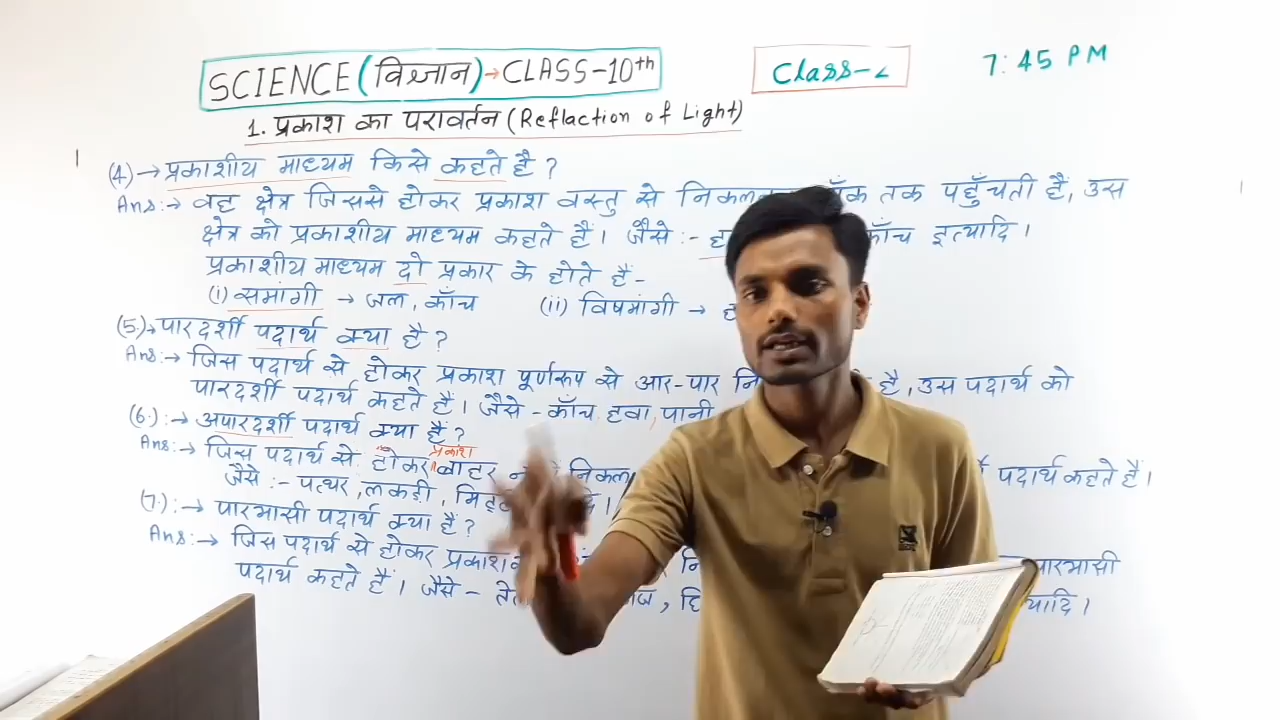 SCIENCE (विज्ञान) → CLASS-10th
Class-2
7:45 PM
1. प्रकाश का परावर्तन (Reflaction of Light)
(4) → प्रकाशीय माध्यम किसे कहते है ?
Ans:→ वह क्षेत्र जिससे होकर प्रकाश वस्तु से तक पहुँचती है, उस
क्षेत्र को प्रकाशीय माध्यम कहते हैं। जैसे :- काँच इत्यादि।
प्रकाशीय माध्यम दो प्रकार के होते हैं-
(i) समांगी → जल, काँच (ii) विषमांगी →
(5.)→ पारदर्शी पदार्थ क्या है ?
Ans:→ जिस पदार्थ से होकर प्रकाश पूर्णरूप से आर-पार है, उस पदार्थ को
पारदर्शी पदार्थ कहते हैं। जैसे - काँच, हवा, पानी
(6.):→ अपारदर्शी पदार्थ क्या है ?
Ans:→ जिस पदार्थ से होकर प्रकाश बाहर पदार्थ कहते हैं।
जैसे :- पत्थर, लकड़ी,
(7.):→ पारभासी पदार्थ क्या है ?
Ans:→ जिस पदार्थ से होकर पारभासी
पदार्थ कहते हैं। जैसे -